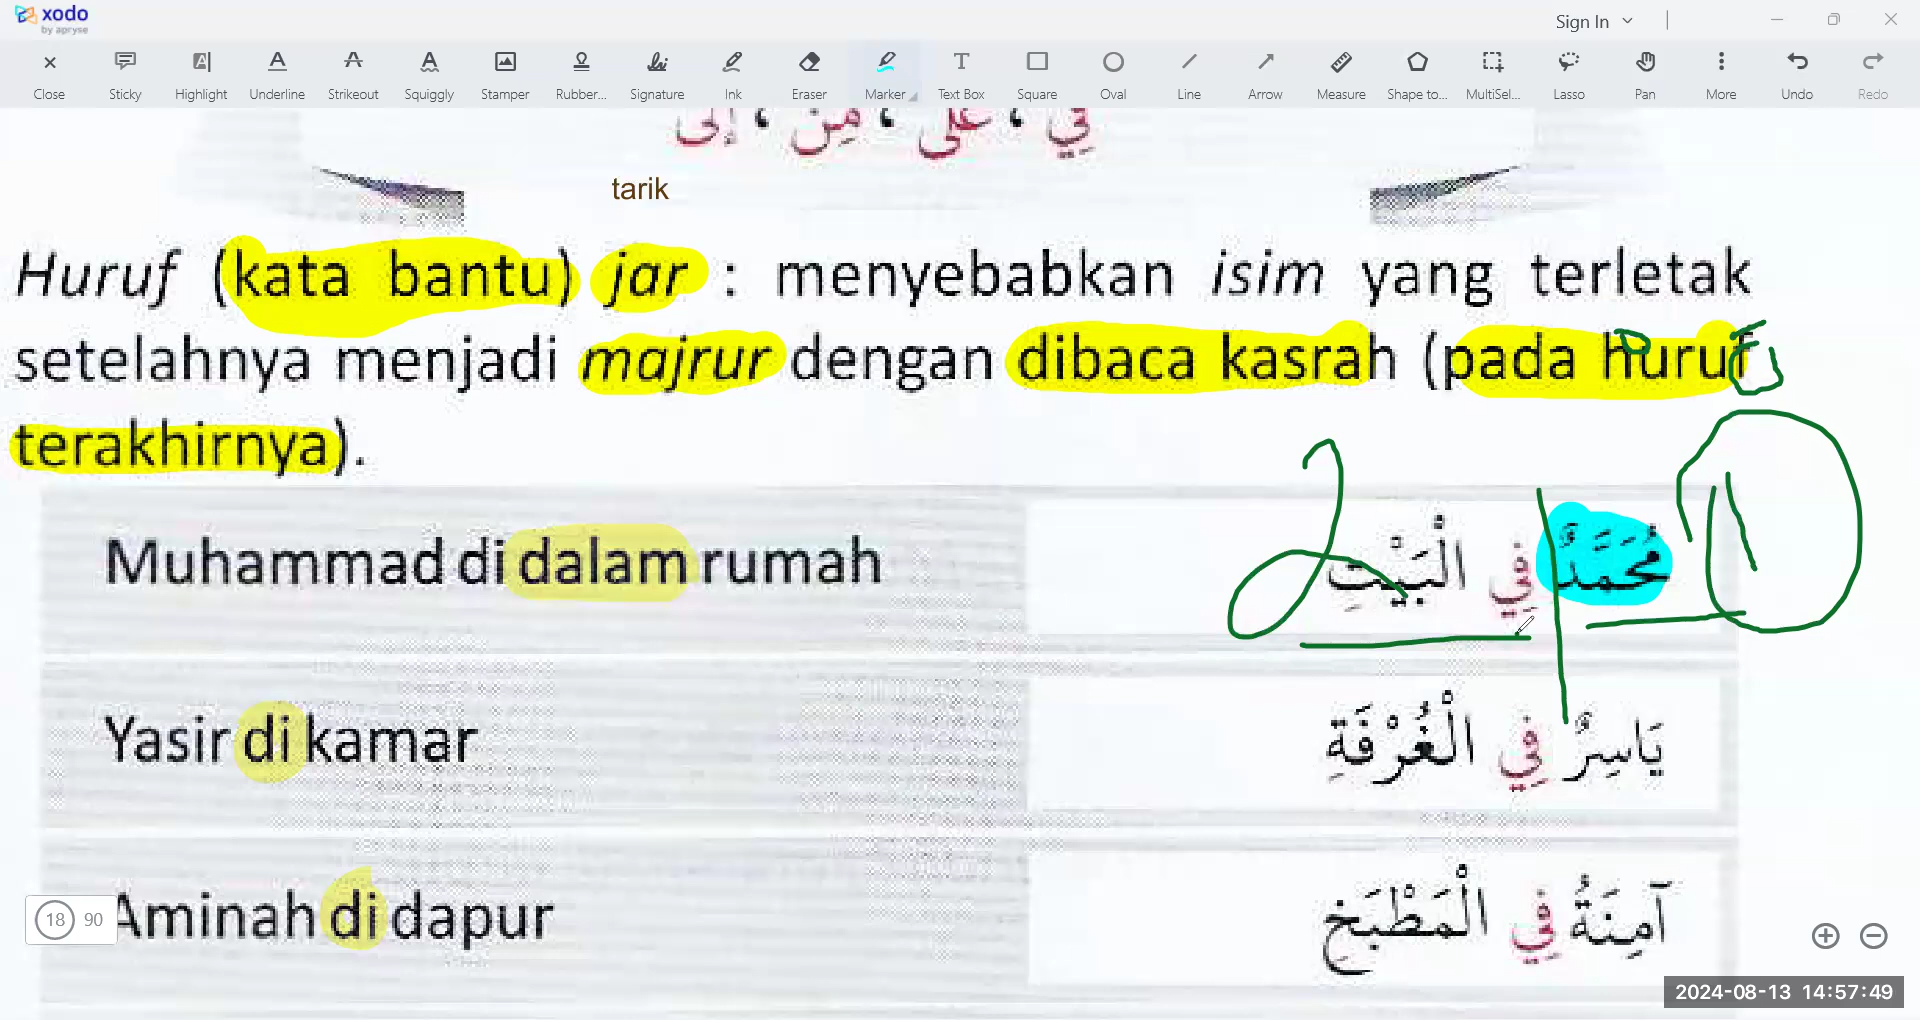 xodo
by apryse
Sign In
Close Sticky Highlight Underline Strikeout Squiggly Stamper Rubber... Signature Ink Eraser Marker Text Box Square Oval Line Arrow Measure Shape to... MultiSel... Lasso Pan More Undo Redo
فِي ، عَلَى ، مِنْ ، إِلَى
tarik
Huruf (kata bantu) jar : menyebabkan isim yang terletak
setelahnya menjadi majrur dengan dibaca kasrah (pada huruf
terakhirnya).
2 1
Muhammad di dalam rumah مُحَمَّدٌ فِي الْبَيْتِ
Yasir di kamar يَاسِرٌ فِي الْغُرْفَةِ
Aminah di dapur آمِنَةُ فِي الْمَطْبَخِ
18 90
2024-08-13 14:57:49